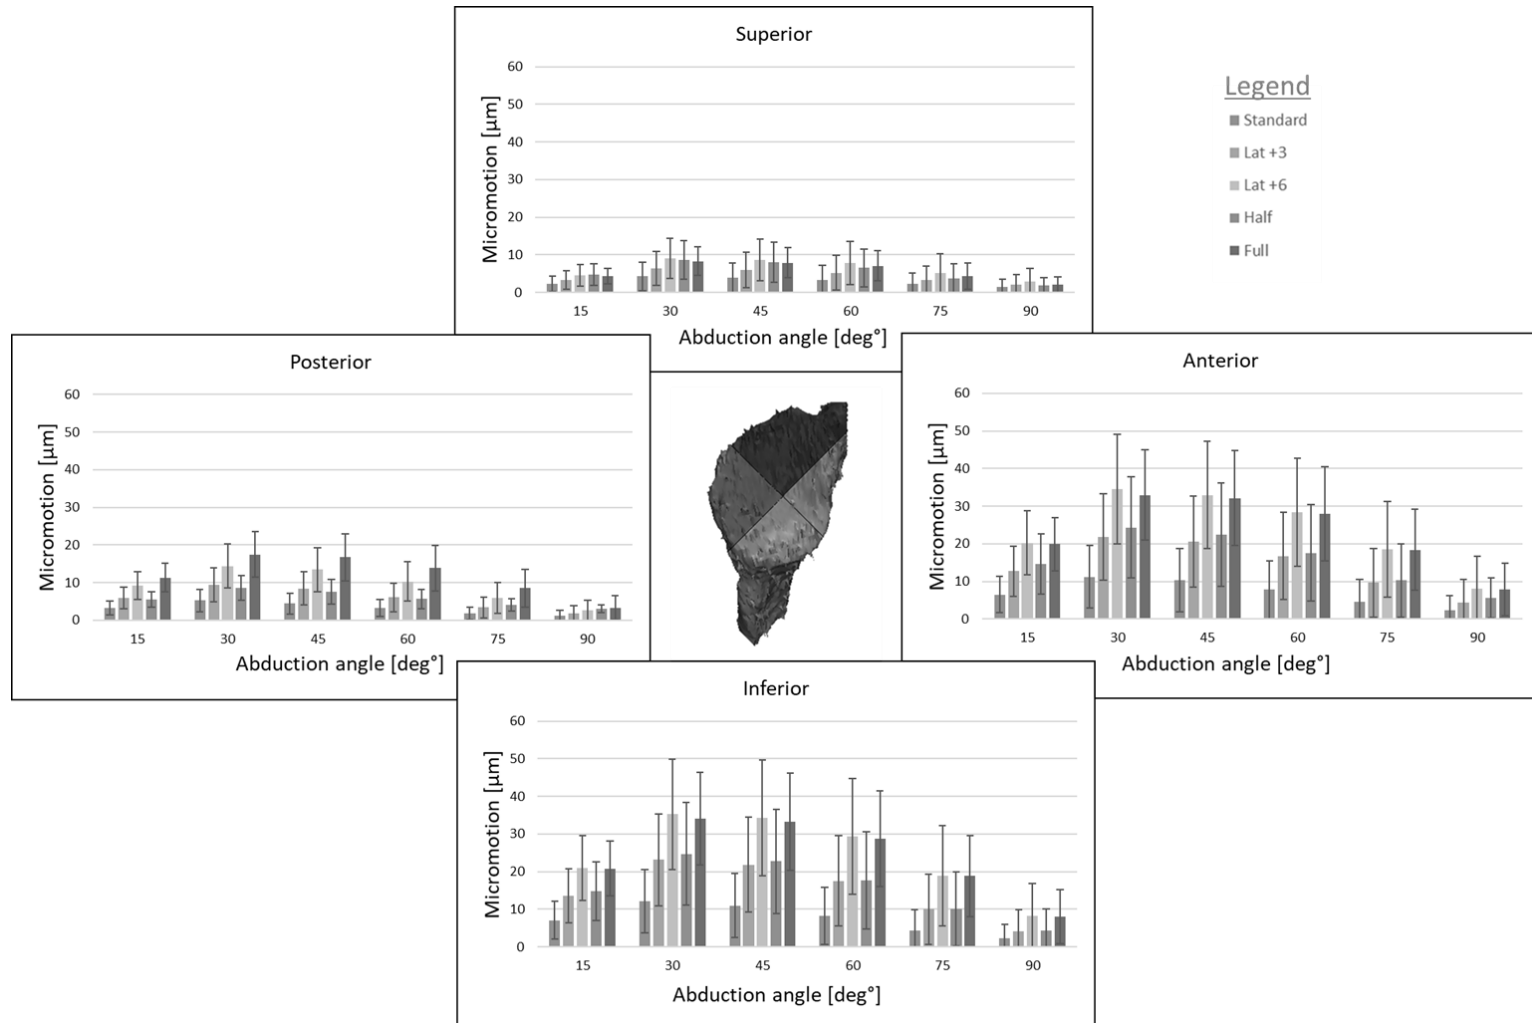 Superior
60
50
40
30
20
10
0
Micromotion [µm]
15 30 45 60 75 90
Abduction angle [deg°]
Legend
Standard
Lat +3
Lat +6
Half
Full
Posterior
60
50
40
30
20
10
0
Micromotion [µm]
15 30 45 60 75 90
Abduction angle [deg°]
Anterior
60
50
40
30
20
10
0
Micromotion [µm]
15 30 45 60 75 90
Abduction angle [deg°]
Inferior
60
50
40
30
20
10
0
Micromotion [µm]
15 30 45 60 75 90
Abduction angle [deg°]